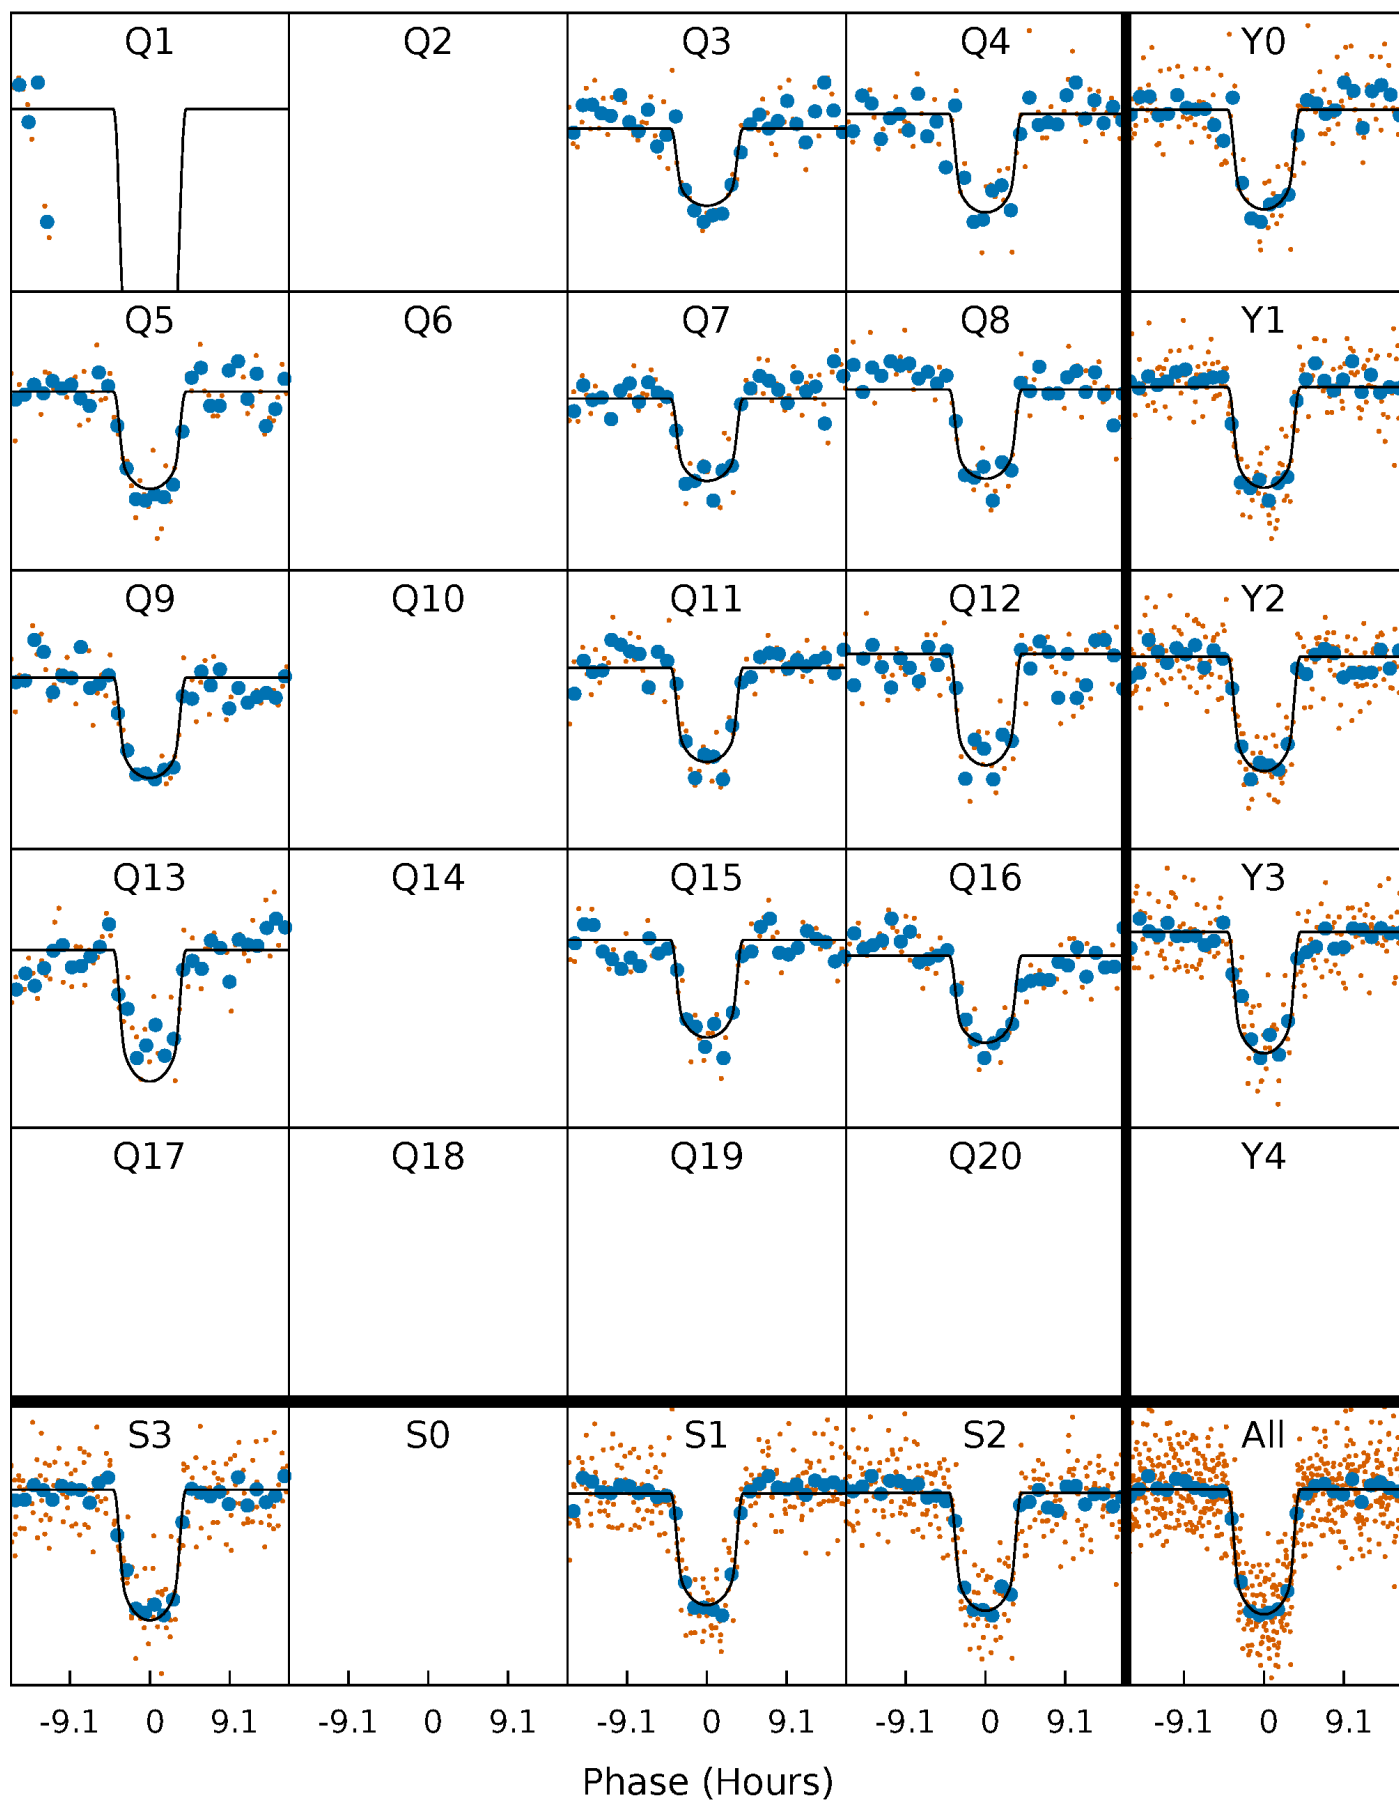 Q1 Q2 Q3 Q4 Y0
Q5 Q6 Q7 Q8 Y1
Q9 Q10 Q11 Q12 Y2
Q13 Q14 Q15 Q16 Y3
Q17 Q18 Q19 Q20 Y4
S3 S0 S1 S2 All
-9.1 0 9.1 -9.1 0 9.1 -9.1 0 9.1 -9.1 0 9.1 -9.1 0 9.1
Phase (Hours)